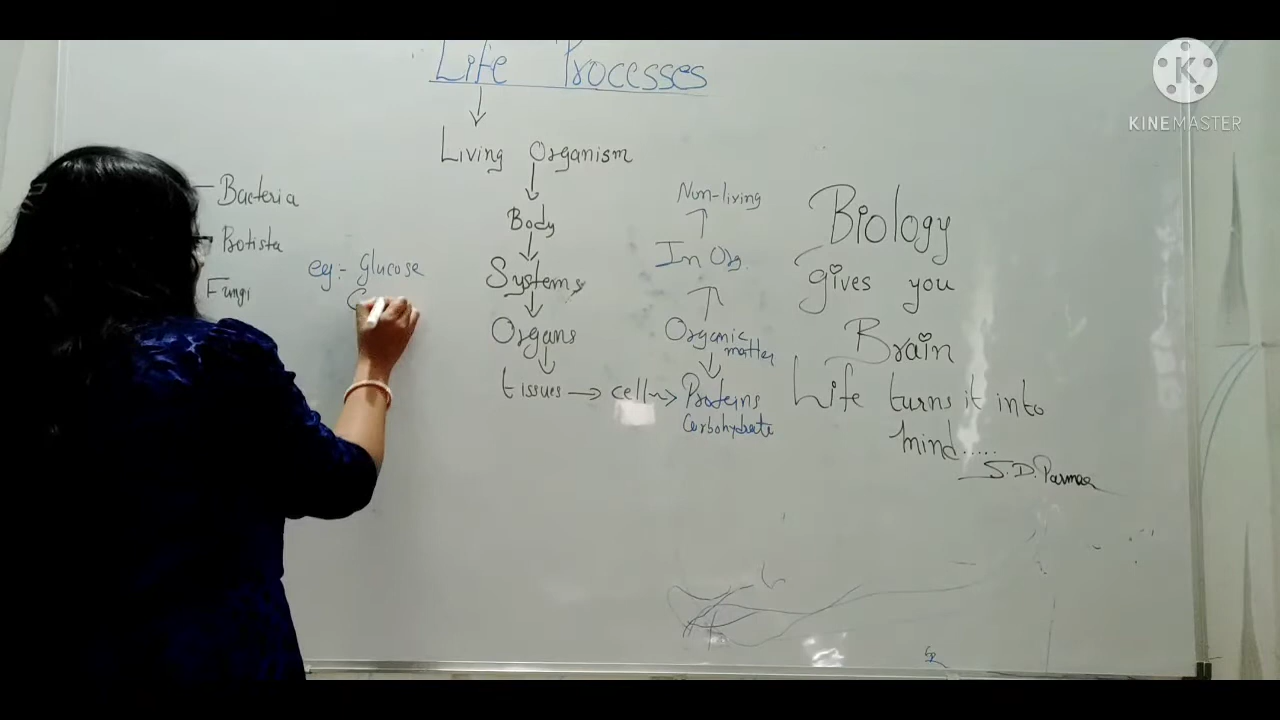 Life Processes
Living Organism
Body
Systems
Organs
tissues → cell → Proteins
Carbohydrate
Non-living
In Org.
Organic
matter
Bacteria
Protista
Fungi
eg:- Glucose
C
Biology
gives you
Brain
Life turns it into
mind.....
S.D. Parmar
KINEMASTER